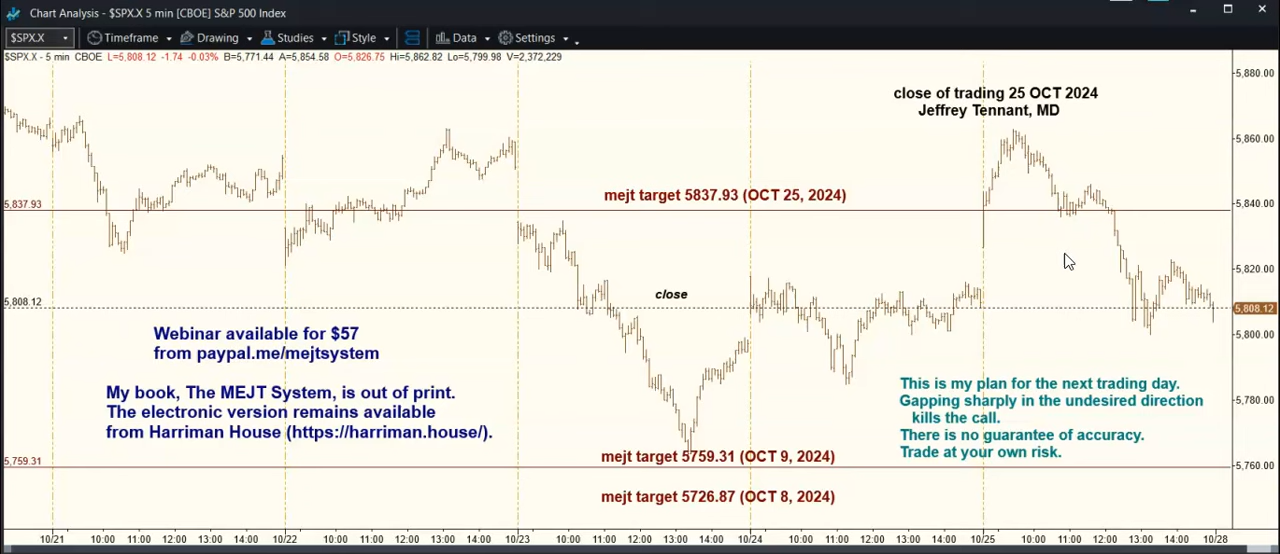 Chart Analysis - $SPX.X 5 min [CBOE] S&P 500 Index
$SPX.X Timeframe Drawing Studies Style Data Settings
$SPX.X - 5 min CBOE L=5,808.12 -1.74 -0.03% B=5,771.44 A=5,854.58 O=5,826.75 Hi=5,862.82 Lo=5,799.98 V=2,372,229
5,880.00
close of trading 25 OCT 2024
Jeffrey Tennant, MD
5,860.00
mejt target 5837.93 (OCT 25, 2024)
5,837.93
5,840.00
5,820.00
close
5,808.12
5,808.12
Webinar available for $57
from paypal.me/mejtsystem
5,800.00
My book, The MEJT System, is out of print.
The electronic version remains available
from Harriman House (https://harriman.house/).
This is my plan for the next trading day.
Gapping sharply in the undesired direction
kills the call.
There is no guarantee of accuracy.
Trade at your own risk.
5,780.00
mejt target 5759.31 (OCT 9, 2024)
5,759.31
5,760.00
mejt target 5726.87 (OCT 8, 2024)
10/21 11:00 12:00 13:00 14:00 10/22 11:00 12:00 13:00 14:00 10/23 11:00 12:00 13:00 14:00 10/24 11:00 12:00 13:00 14:00 10/25 10:00 11:00 12:00 13:00 14:00 10/28